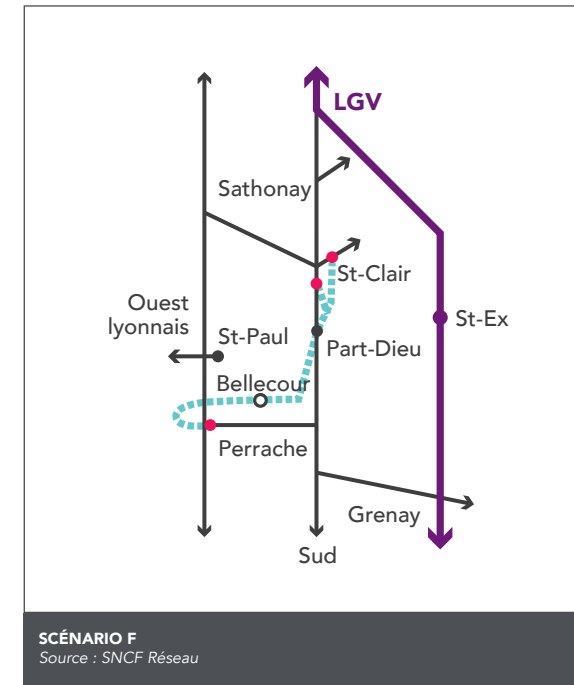 LGV
Sathonay
St-Clair
Ouest
lyonnais
St-Paul
Part-Dieu
St-Ex
Bellecour
Perrache
Grenay
Sud
SCÉNARIO F
Source : SNCF Réseau